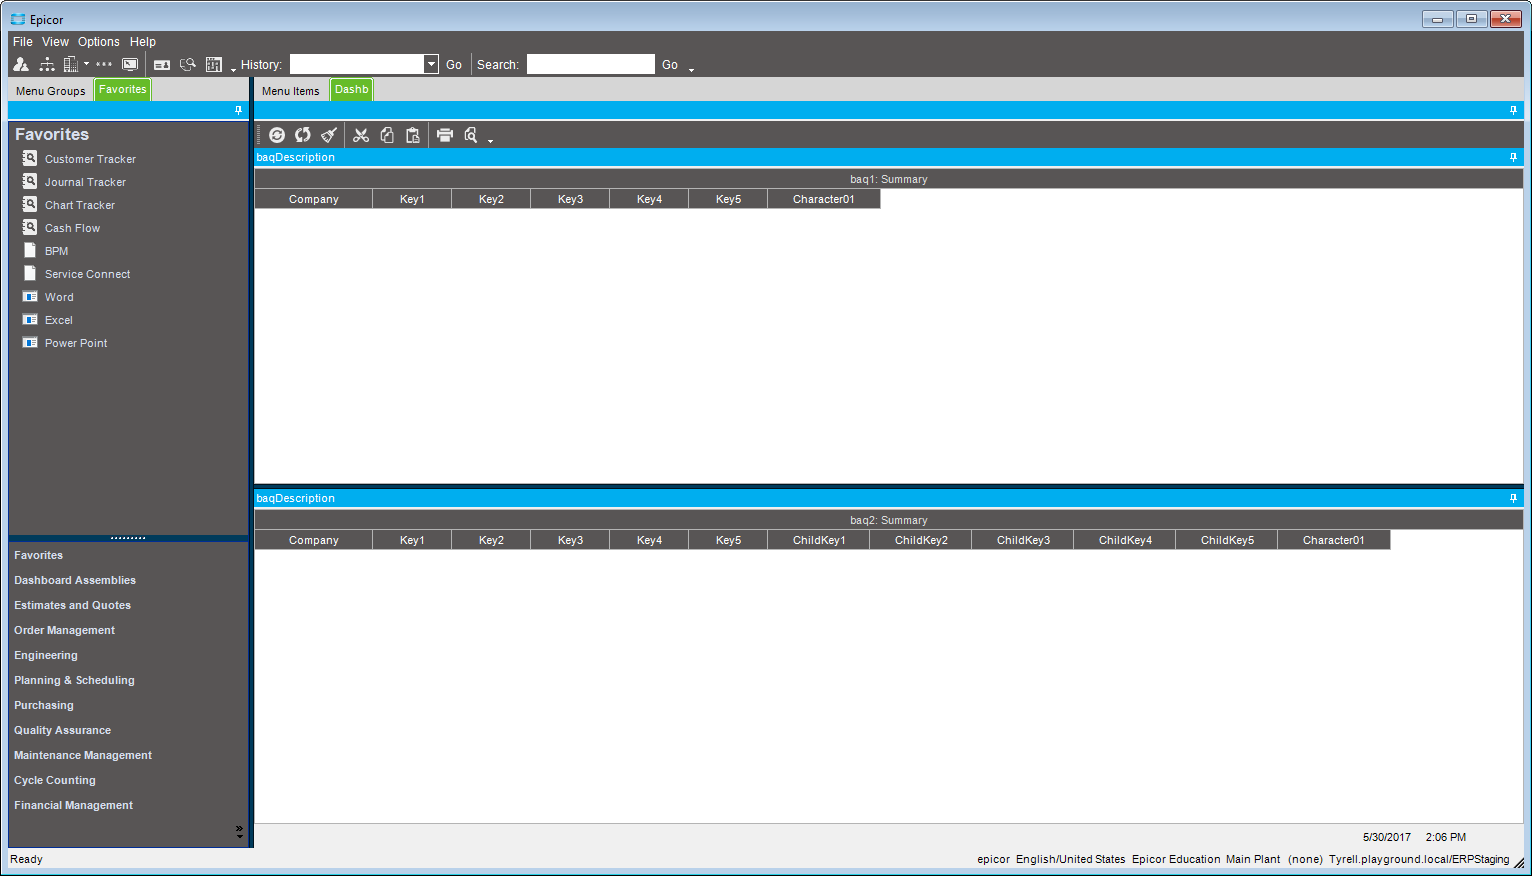 Epicor
File View Options Help
History: Go Search: Go
Menu Groups Favorites
Menu Items Dashb
Favorites
Customer Tracker
Journal Tracker
Chart Tracker
Cash Flow
BPM
Service Connect
Word
Excel
Power Point
Favorites
Dashboard Assemblies
Estimates and Quotes
Order Management
Engineering
Planning & Scheduling
Purchasing
Quality Assurance
Maintenance Management
Cycle Counting
Financial Management
baqDescription
baq1: Summary
Company Key1 Key2 Key3 Key4 Key5 Character01
baqDescription
baq2: Summary
Company Key1 Key2 Key3 Key4 Key5 ChildKey1 ChildKey2 ChildKey3 ChildKey4 ChildKey5 Character01
5/30/2017 2:06 PM
Ready
epicor English/United States Epicor Education Main Plant (none) Tyrell.playground.local/ERPStaging